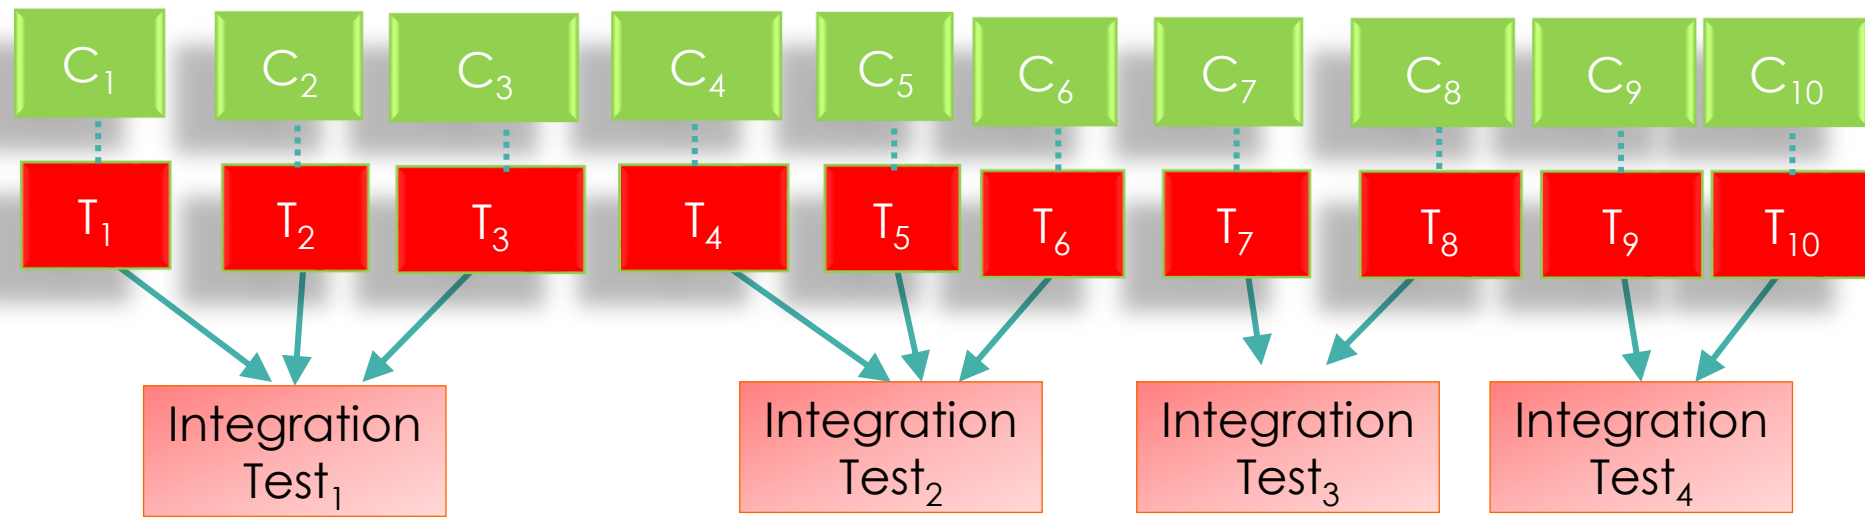 C₁ C₂ C₃ C₄ C₅ C₆ C₇ C₈ C₉ C₁₀
T₁ T₂ T₃ T₄ T₅ T₆ T₇ T₈ T₉ T₁₀
Integration
Test₁
Integration
Test₂
Integration
Test₃
Integration
Test₄